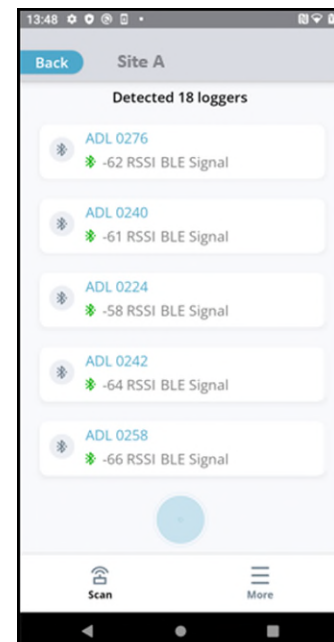 13:48
Back Site A
Detected 18 loggers
ADL 0276
-62 RSSI BLE Signal
ADL 0240
-61 RSSI BLE Signal
ADL 0224
-58 RSSI BLE Signal
ADL 0242
-64 RSSI BLE Signal
ADL 0258
-66 RSSI BLE Signal
Scan More